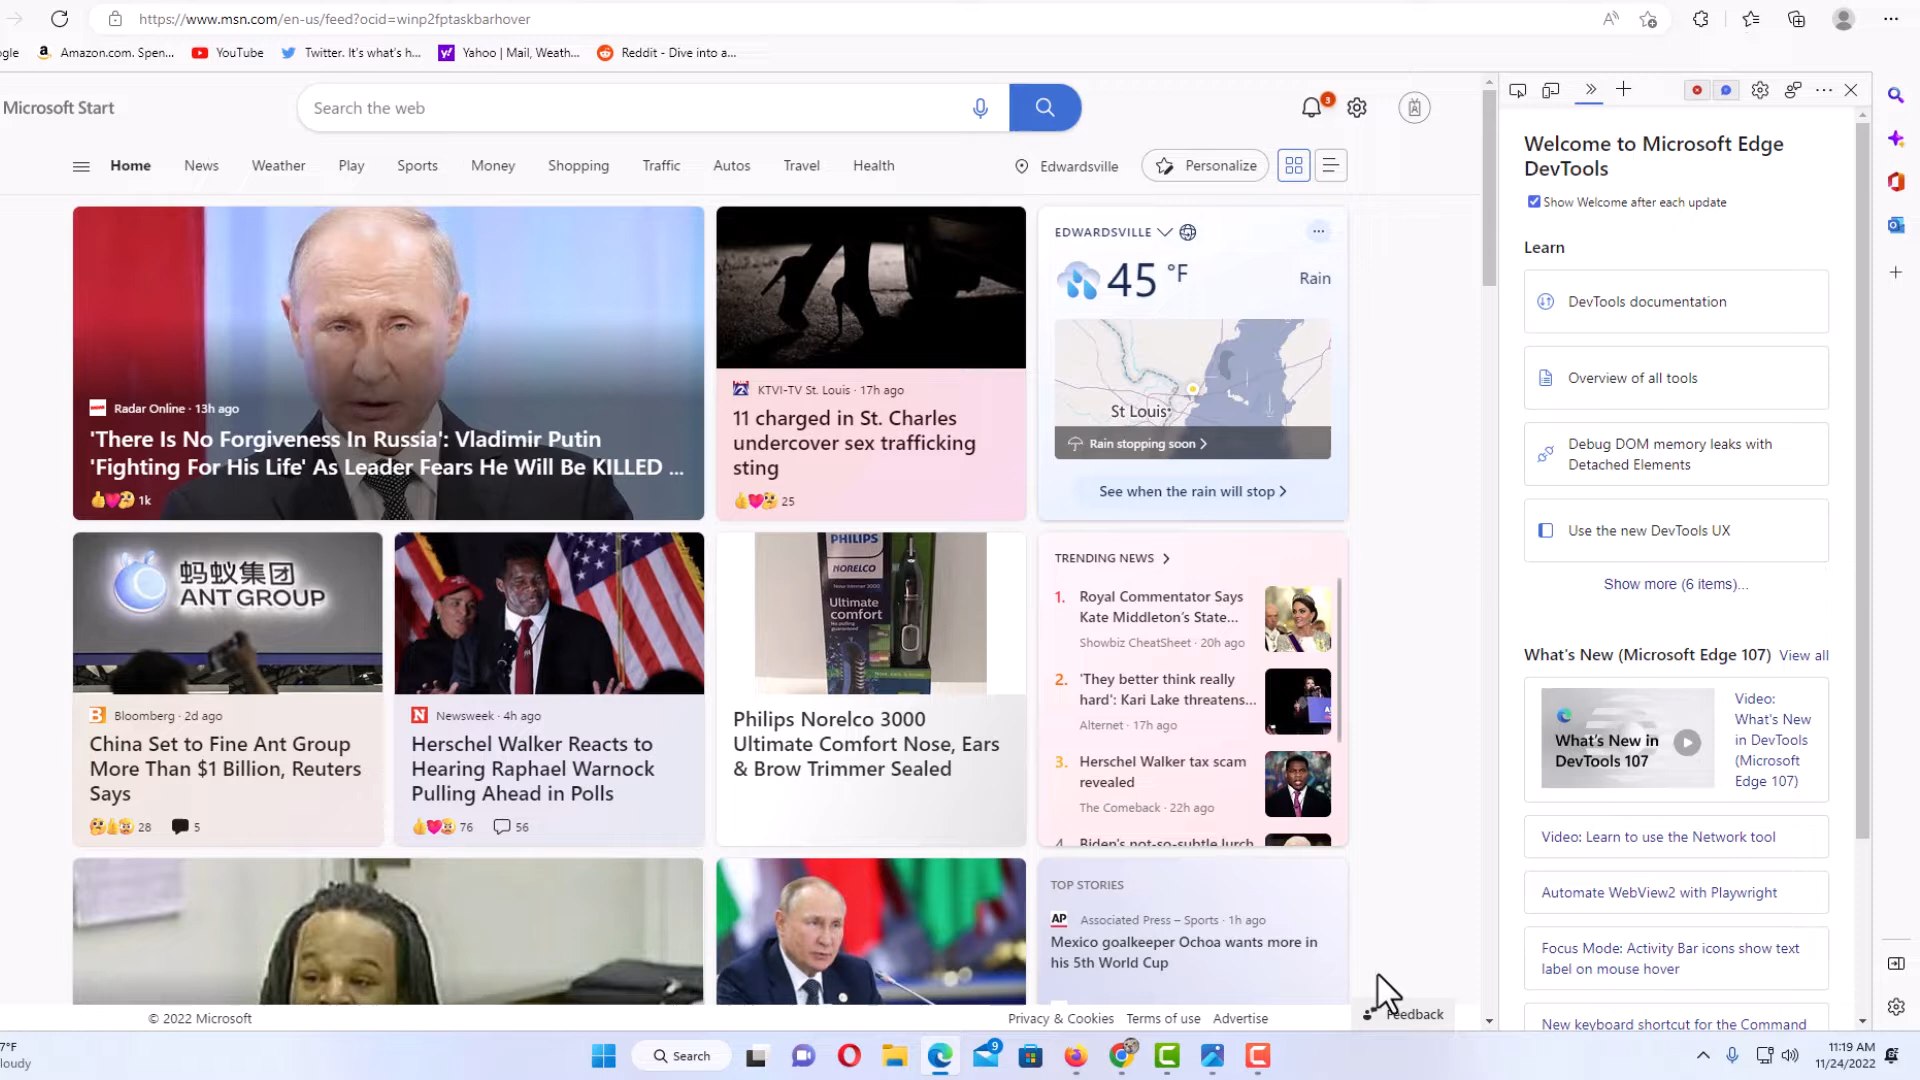 https://www.msn.com/en-us/feed?ocid=winp2fptaskbarhover
gle
Amazon.com. Spen...
YouTube
Twitter. It's what's h...
Yahoo | Mail, Weath...
Reddit - Dive into a...
Microsoft Start
Search the web
3
Home
News
Weather
Play
Sports
Money
Shopping
Traffic
Autos
Travel
Health
Edwardsville
Personalize
Radar Online · 13h ago
'There Is No Forgiveness In Russia': Vladimir Putin
'Fighting For His Life' As Leader Fears He Will Be KILLED ...
1k
KTVI-TV St. Louis · 17h ago
11 charged in St. Charles
undercover sex trafficking
sting
25
EDWARDSVILLE
45 °F
Rain
St Louis
Rain stopping soon
See when the rain will stop
蚂蚁集团
ANT GROUP
Bloomberg · 2d ago
China Set to Fine Ant Group
More Than $1 Billion, Reuters
Says
28
5
Newsweek · 4h ago
Herschel Walker Reacts to
Hearing Raphael Warnock
Pulling Ahead in Polls
76
56
PHILIPS
NORELCO
Ultimate
comfort
Philips Norelco 3000
Ultimate Comfort Nose, Ears
& Brow Trimmer Sealed
TRENDING NEWS
1. Royal Commentator Says
Kate Middleton's State...
Showbiz CheatSheet · 20h ago
2. 'They better think really
hard': Kari Lake threatens...
Alternet · 17h ago
3. Herschel Walker tax scam
revealed
The Comeback · 22h ago
4. Biden's not-so-subtle lurch
TOP STORIES
AP Associated Press – Sports · 1h ago
Mexico goalkeeper Ochoa wants more in
his 5th World Cup
© 2022 Microsoft
Privacy & Cookies
Terms of use
Advertise
Feedback
Welcome to Microsoft Edge
DevTools
Show Welcome after each update
Learn
DevTools documentation
Overview of all tools
Debug DOM memory leaks with
Detached Elements
Use the new DevTools UX
Show more (6 items)...
What's New (Microsoft Edge 107)
View all
What's New in
DevTools 107
Video:
What's New
in DevTools
(Microsoft
Edge 107)
Video: Learn to use the Network tool
Automate WebView2 with Playwright
Focus Mode: Activity Bar icons show text
label on mouse hover
New keyboard shortcut for the Command
7°F
loudy
Search
9
11:19 AM
11/24/2022